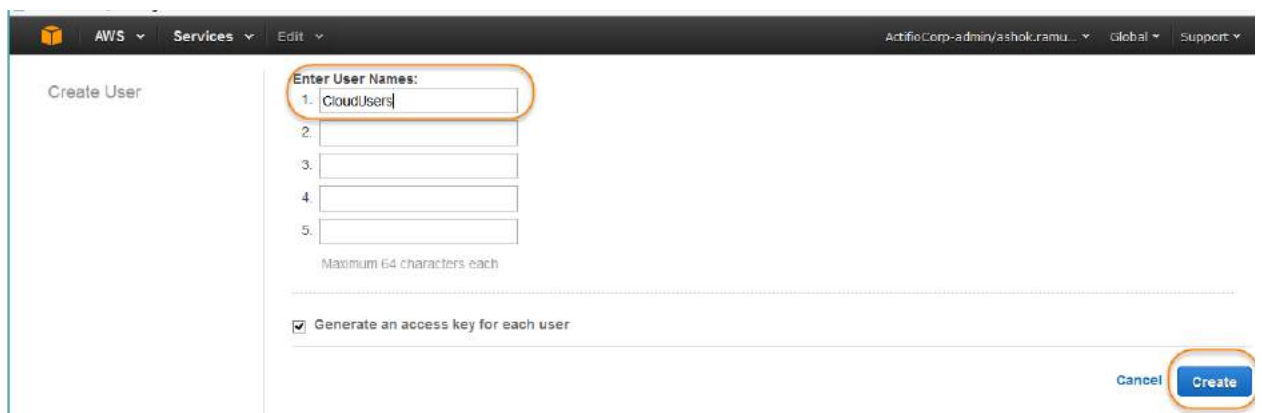 AWS Services Edit ActifioCorp-admin/ashok.ramu... Global Support
Create User
Enter User Names:
1. CloudUsers
2.
3.
4.
5.
Maximum 64 characters each
Generate an access key for each user
Cancel Create